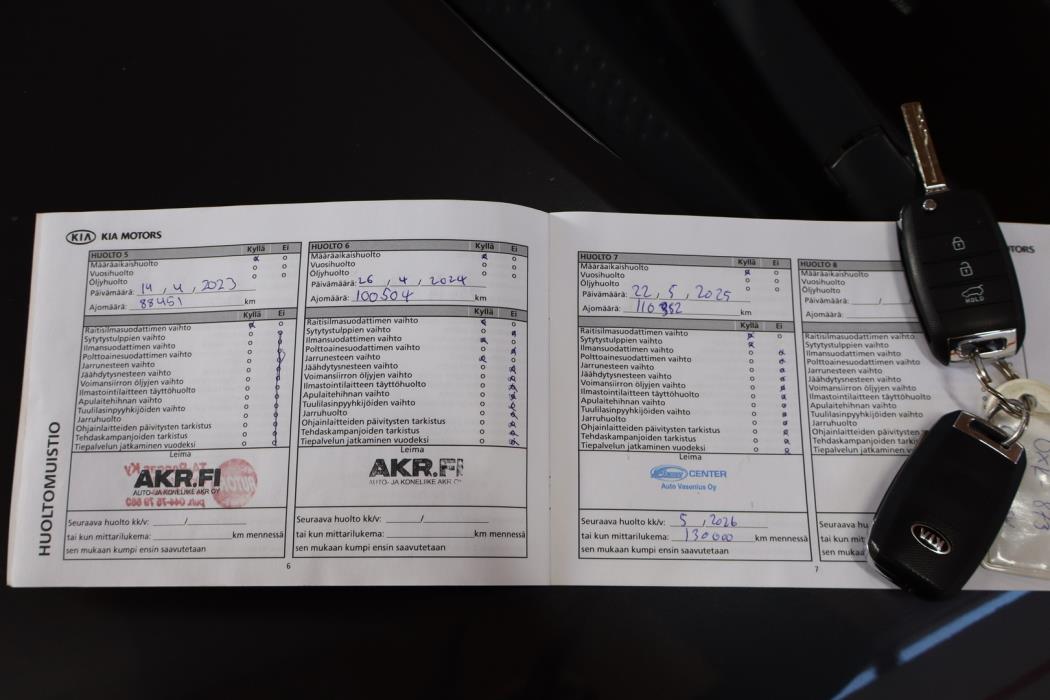 KIA KIA MOTORS
HUOLTOMUISTIO
HUOLTO 5
Kyllä Ei
Määräaikaishuolto
Vuosihuolto
Öljyhuolto
Päivämäärä: 14 , 4 , 2023
Ajomäärä: 88451 km
Kyllä Ei
Raitisilmasuodattimen vaihto
Sytytystulppien vaihto
Ilmansuodattimen vaihto
Polttoainesuodattimen vaihto
Jarrunesteen vaihto
Jäähdytysnesteen vaihto
Voimansiirron öljyjen vaihto
Ilmastointilaitteen täyttöhuolto
Apulaitehihnan vaihto
Tuulilasinpyyhkijöiden vaihto
Jarruhuolto
Ohjainlaitteiden päivitysten tarkistus
Tehdaskampanjoiden tarkistus
Tiepalvelun jatkaminen vuodeksi
Leima
AKR.FI
AUTO- JA KONELIIKE AKR OY
Seuraava huolto kk/v: /
tai kun mittarilukema: km mennessä
sen mukaan kumpi ensin saavutetaan
HUOLTO 6
Kyllä Ei
Määräaikaishuolto
Vuosihuolto
Öljyhuolto
Päivämäärä: 26 , 4 , 2024
Ajomäärä: 100504 km
Kyllä Ei
Raitisilmasuodattimen vaihto
Sytytystulppien vaihto
Ilmansuodattimen vaihto
Polttoainesuodattimen vaihto
Jarrunesteen vaihto
Jäähdytysnesteen vaihto
Voimansiirron öljyjen vaihto
Ilmastointilaitteen täyttöhuolto
Apulaitehihnan vaihto
Tuulilasinpyyhkijöiden vaihto
Jarruhuolto
Ohjainlaitteiden päivitysten tarkistus
Tehdaskampanjoiden tarkistus
Tiepalvelun jatkaminen vuodeksi
Leima
AKR.FI
AUTO- JA KONELIIKE AKR OY
Seuraava huolto kk/v: /
tai kun mittarilukema: km mennessä
sen mukaan kumpi ensin saavutetaan
6
HUOLTO 7
Kyllä Ei
Määräaikaishuolto
Vuosihuolto
Öljyhuolto
Päivämäärä: 22 , 5 , 2025
Ajomäärä: km
Kyllä Ei
Raitisilmasuodattimen vaihto
Sytytystulppien vaihto
Ilmansuodattimen vaihto
Polttoainesuodattimen vaihto
Jarrunesteen vaihto
Jäähdytysnesteen vaihto
Voimansiirron öljyjen vaihto
Ilmastointilaitteen täyttöhuolto
Apulaitehihnan vaihto
Tuulilasinpyyhkijöiden vaihto
Jarruhuolto
Ohjainlaitteiden päivitysten tarkistus
Tehdaskampanjoiden tarkistus
Tiepalvelun jatkaminen vuodeksi
Leima
CENTER
Auto Vesenius Oy
Seuraava huolto kk/v: 5 , 2026
tai kun mittarilukema: 130000 km mennessä
sen mukaan kumpi ensin saavutetaan
HUOLTO 8
Määräaikaishuolto
Vuosihuolto
Öljyhuolto
Päivämäärä: /
Ajomäärä:
Raitisilmasuodattimen vaihto
Sytytystulppien vaihto
Ilmansuodattimen vaihto
Polttoainesuodattimen vaihto
Jarrunesteen vaihto
Jäähdytysnesteen vaihto
Voimansiirron öljyjen vaihto
Ilmastointilaitteen täyttöhuolto
Apulaitehihnan vaihto
Tuulilasinpyyhkijöiden vaihto
Jarruhuolto
Ohjainlaitteiden päivitysten
Tehdaskampanjoiden
Tiepalvelun jatkaminen
Seuraava
tai kun
sen mukaan
7
HOLD
KIA